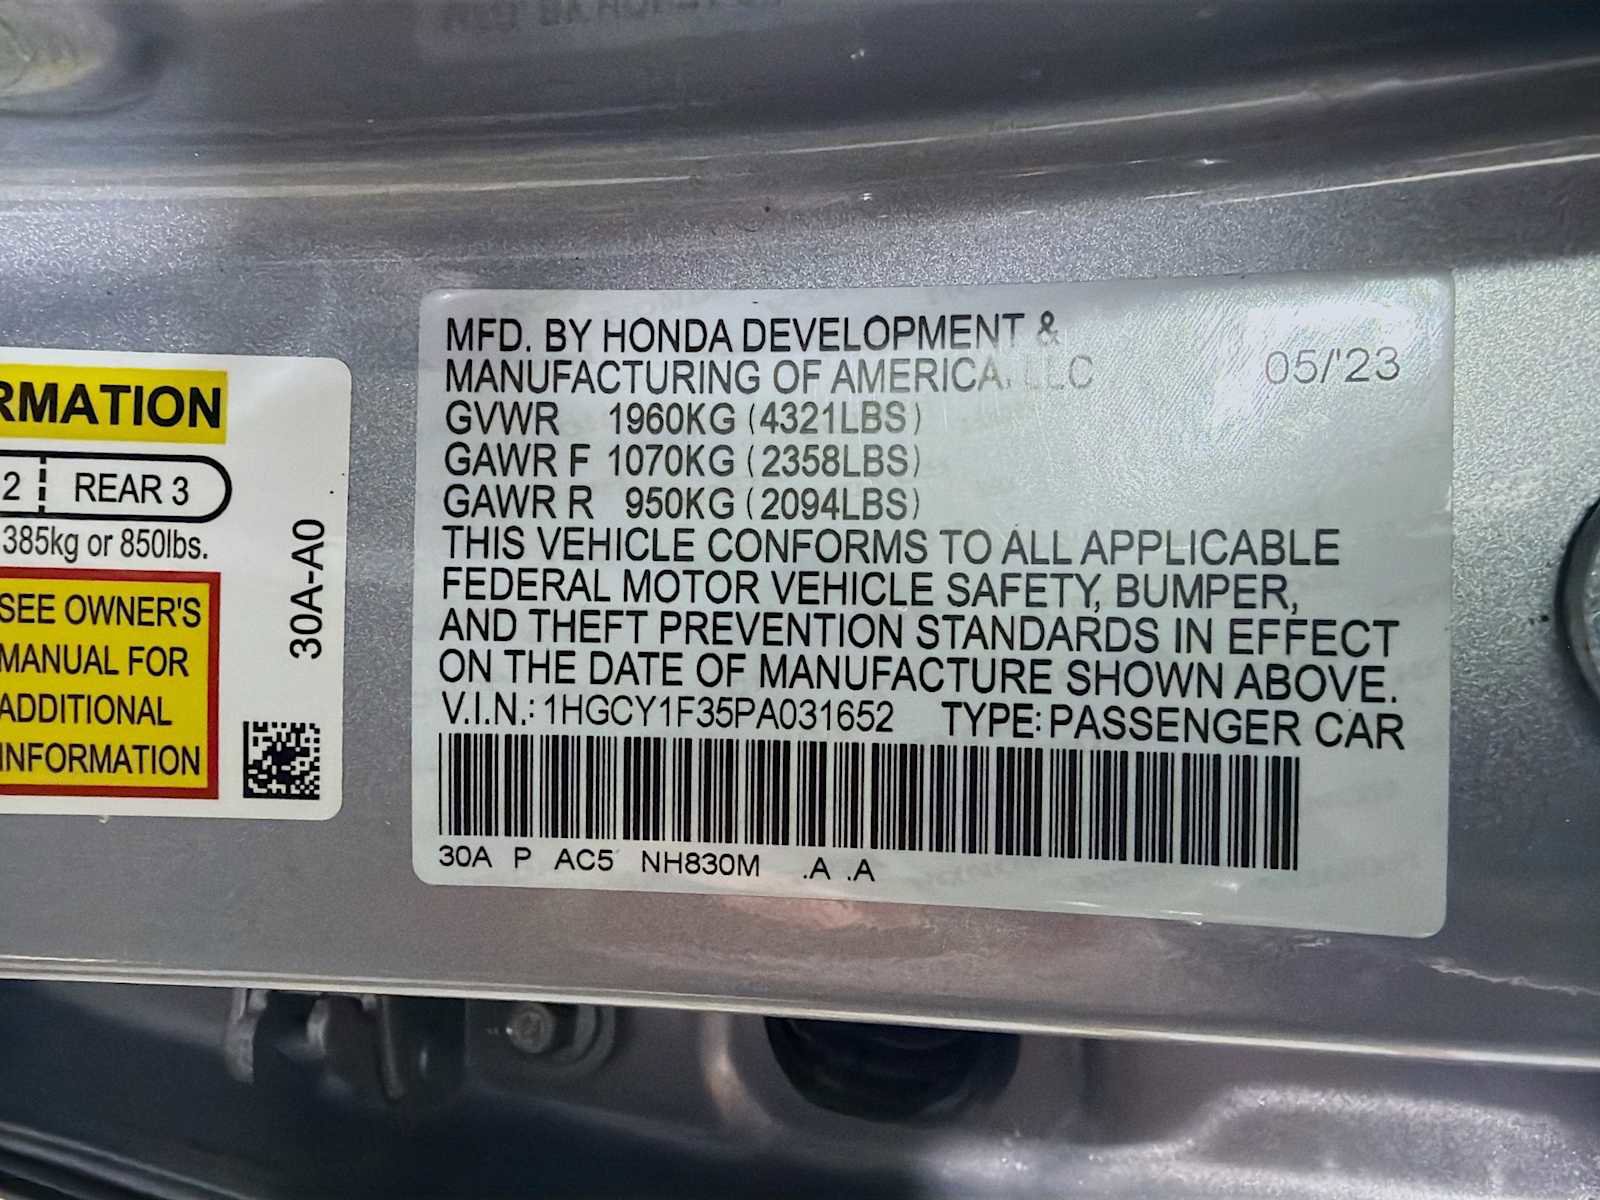 RMATION
2 REAR 3
385kg or 850lbs.
SEE OWNER'S
MANUAL FOR
ADDITIONAL
INFORMATION
30A-A0
MFD. BY HONDA DEVELOPMENT &
MANUFACTURING OF AMERICA, LLC 05/'23
GVWR 1960KG (4321LBS)
GAWR F 1070KG (2358LBS)
GAWR R 950KG (2094LBS)
THIS VEHICLE CONFORMS TO ALL APPLICABLE
FEDERAL MOTOR VEHICLE SAFETY, BUMPER,
AND THEFT PREVENTION STANDARDS IN EFFECT
ON THE DATE OF MANUFACTURE SHOWN ABOVE.
V.I.N.: 1HGCY1F35PA031652 TYPE: PASSENGER CAR
30A P AC5 NH830M .A .A